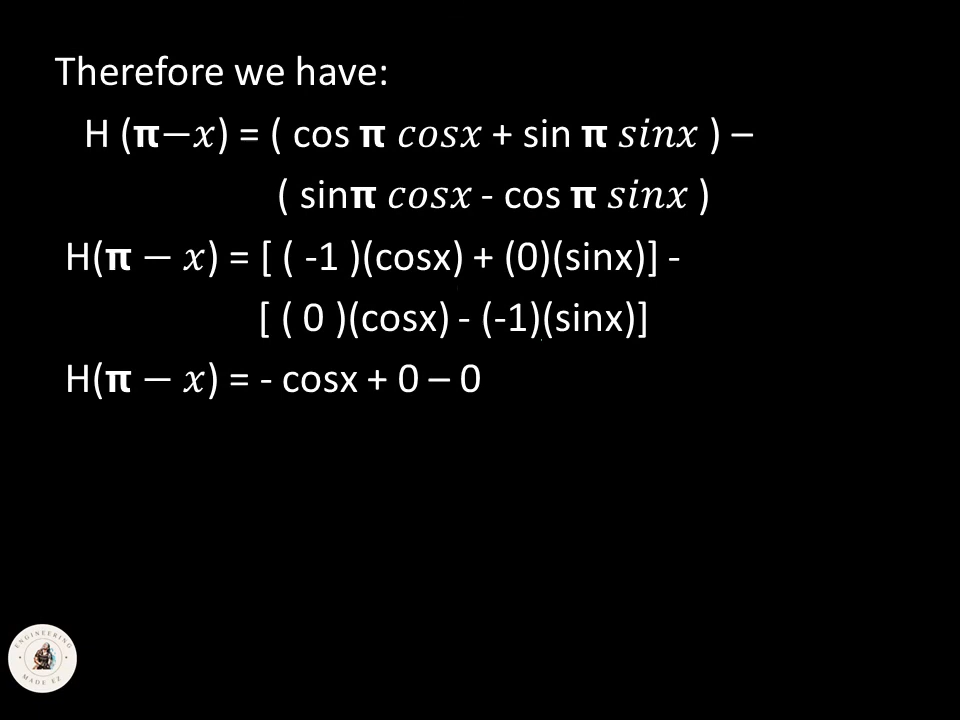 Therefore we have:
H (π−𝑥) = ( cos π 𝑐𝑜𝑠𝑥 + sin π 𝑠𝑖𝑛𝑥 ) –
( sinπ 𝑐𝑜𝑠𝑥 - cos π 𝑠𝑖𝑛𝑥 )
H(π − 𝑥) = [ ( -1 )(cosx) + (0)(sinx)] -
[ ( 0 )(cosx) - (-1)(sinx)]
H(π − 𝑥) = - cosx + 0 – 0
ENGINEERING
MADE EZ